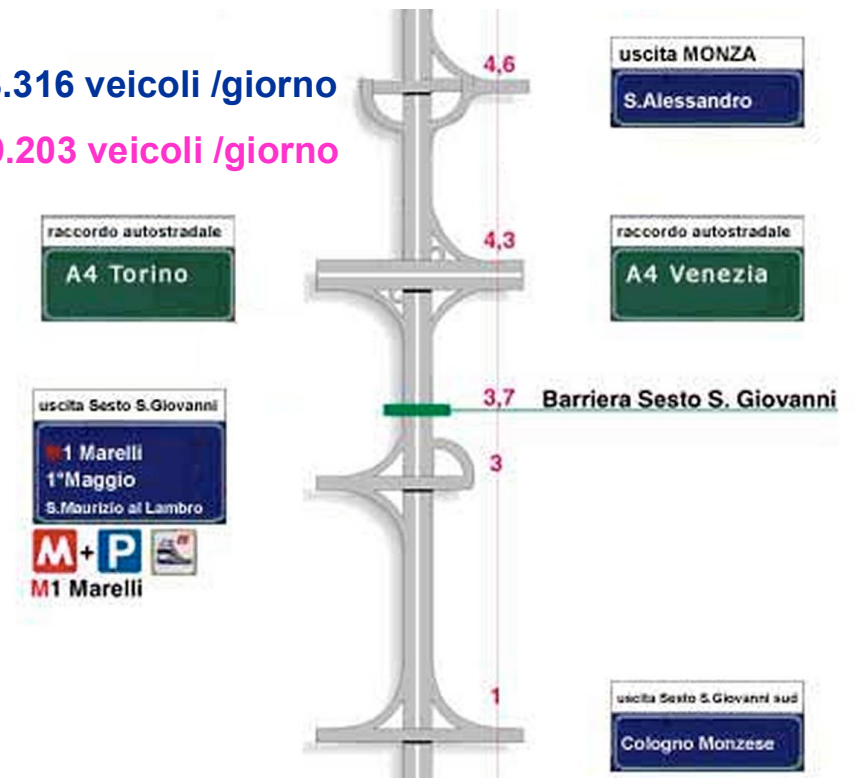 4,6
uscita MONZA
S.Alessandro
.316 veicoli /giorno
.203 veicoli /giorno
raccordo autostradale
A4 Torino
4,3
raccordo autostradale
A4 Venezia
3,7
Barriera Sesto S. Giovanni
uscita Sesto S.Giovanni
M1 Marelli
1°Maggio
S.Maurizio al Lambro
3
M+P
M1 Marelli
1
uscita Sesto S.Giovanni sud
Cologno Monzese